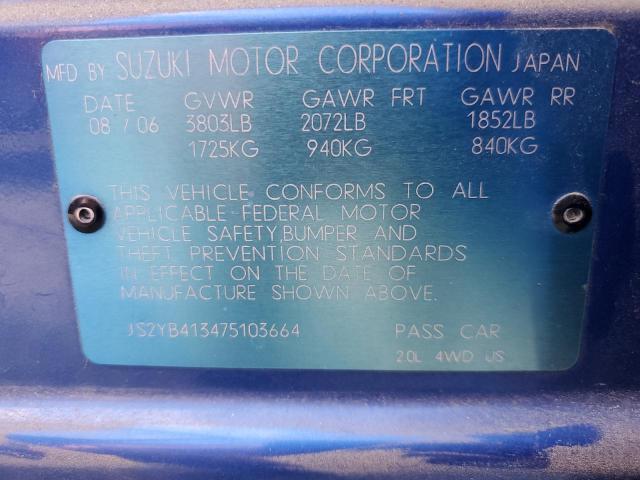 MFD BY SUZUKI MOTOR CORPORATION JAPAN
DATE GVWR GAWR FRT GAWR RR
08 / 06 3803LB 2072LB 1852LB
1725KG 940KG 840KG
THIS VEHICLE CONFORMS TO ALL
APPLICABLE FEDERAL MOTOR
VEHICLE SAFETY,BUMPER AND
THEFT PREVENTION STANDARDS
IN EFFECT ON THE DATE OF
MANUFACTURE SHOWN ABOVE.
JS2YB413475103664 PASS CAR
2.0L 4WD US